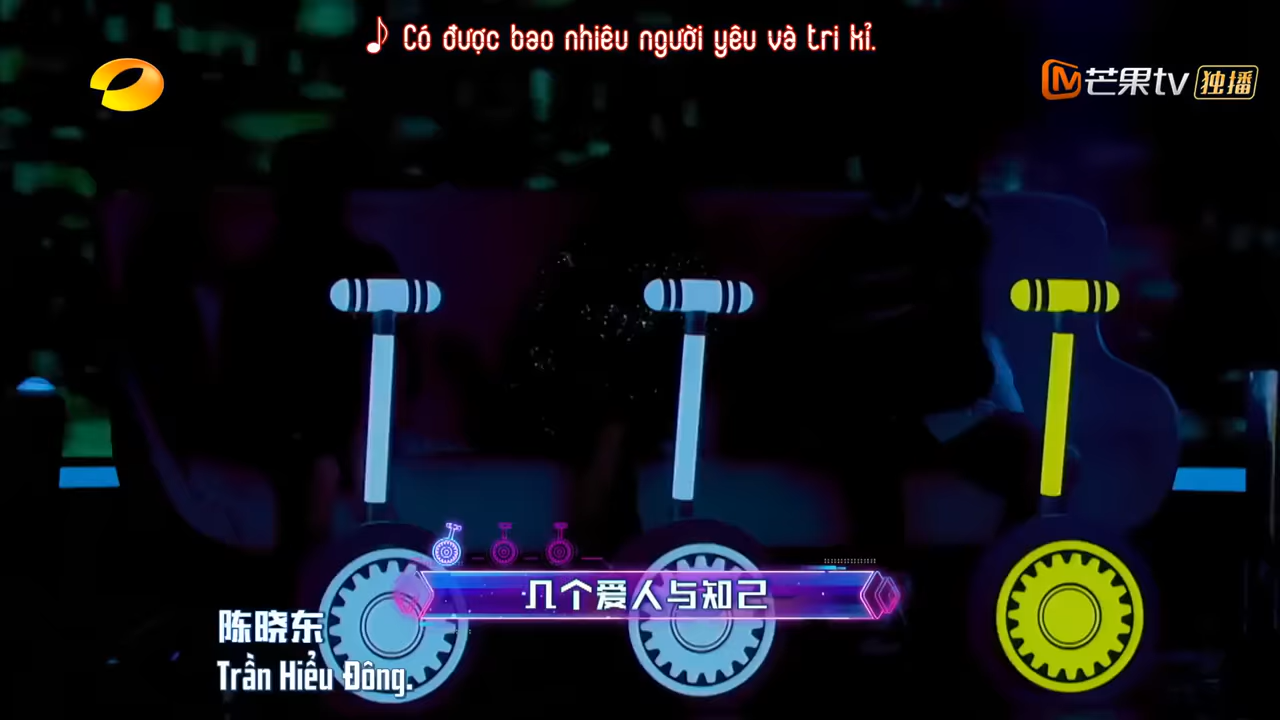 ♪ Có được bao nhiêu người yêu và tri kỉ.
芒果tv 独播
几个爱人与知己
陈晓东
Trần Hiểu Đông.